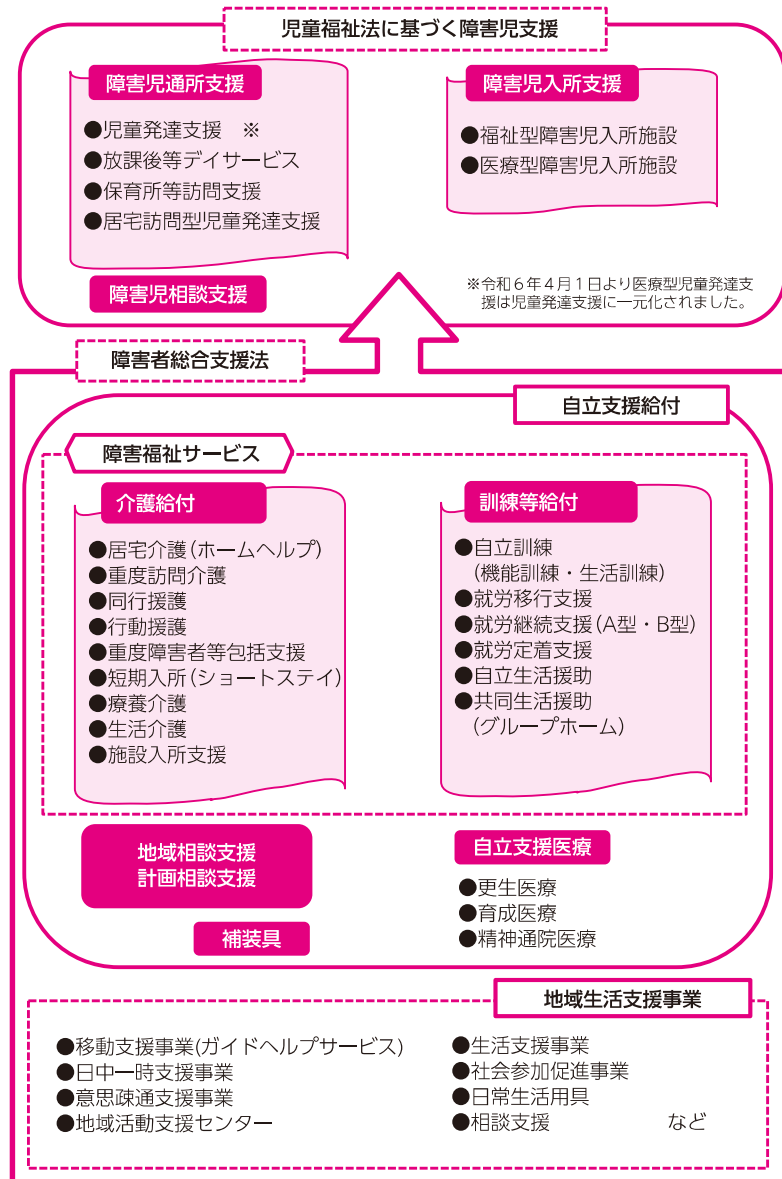 児童福祉法に基づく障害児支援
障害児通所支援
●児童発達支援　※
●放課後等デイサービス
●保育所等訪問支援
●居宅訪問型児童発達支援
障害児入所支援
●福祉型障害児入所施設
●医療型障害児入所施設
障害児相談支援
※令和6年4月1日より医療型児童発達支
援は児童発達支援に一元化されました。
障害者総合支援法
自立支援給付
障害福祉サービス
介護給付
●居宅介護(ホームヘルプ)
●重度訪問介護
●同行援護
●行動援護
●重度障害者等包括支援
●短期入所(ショートステイ)
●療養介護
●生活介護
●施設入所支援
訓練等給付
●自立訓練
(機能訓練・生活訓練)
●就労移行支援
●就労継続支援(A型・B型)
●就労定着支援
●自立生活援助
●共同生活援助
(グループホーム)
地域相談支援
計画相談支援
補装具
自立支援医療
●更生医療
●育成医療
●精神通院医療
地域生活支援事業
●移動支援事業(ガイドヘルプサービス)
●日中一時支援事業
●意思疎通支援事業
●地域活動支援センター
●生活支援事業
●社会参加促進事業
●日常生活用具
●相談支援　　　　　など